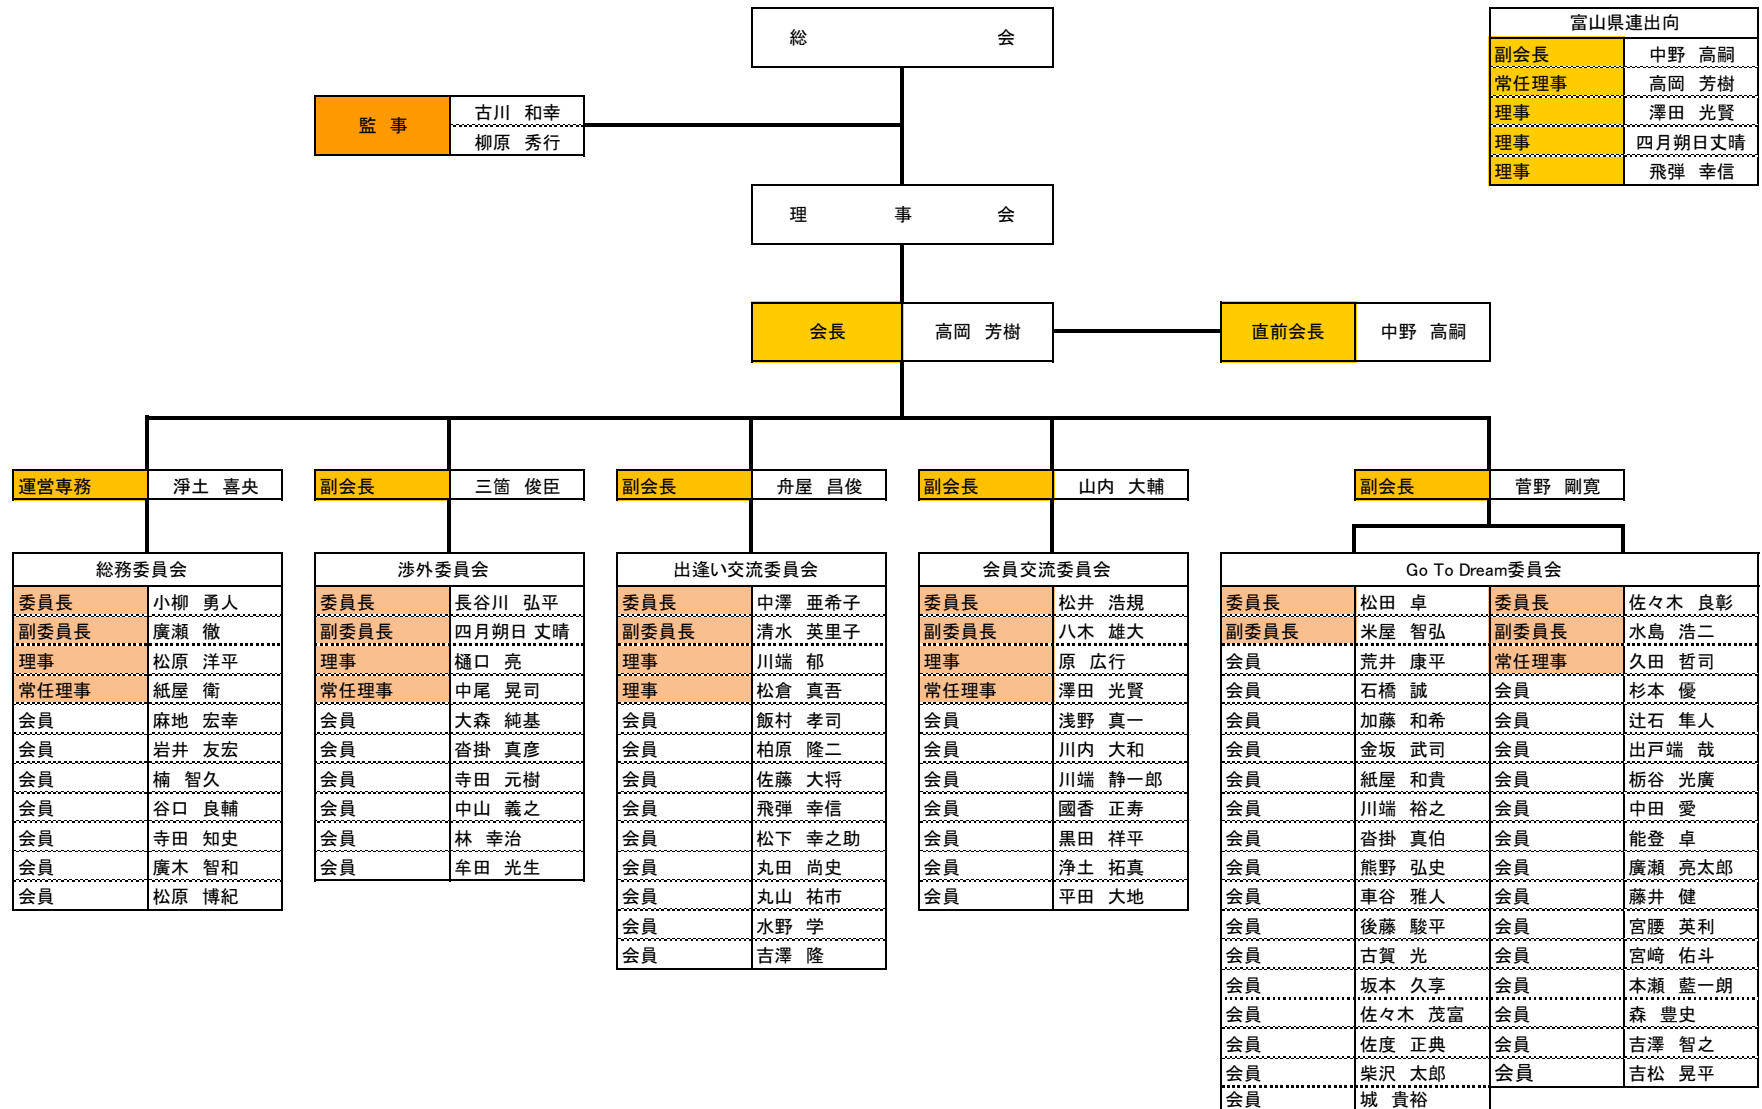 総 会
富山県連出向
副会長 中野 高嗣
常任理事 高岡 芳樹
理事 澤田 光賢
理事 四月朔日丈晴
理事 飛弾 幸信
監 事
古川 和幸
柳原 秀行
理 事 会
会長 高岡 芳樹
直前会長 中野 高嗣
運営専務 淨土 喜央
副会長 三箇 俊臣
副会長 舟屋 昌俊
副会長 山内 大輔
副会長 菅野 剛寛
総務委員会
委員長 小柳 勇人
副委員長 廣瀬 徹
理事 松原 洋平
常任理事 紙屋 衛
会員 麻地 宏幸
会員 岩井 友宏
会員 楠 智久
会員 谷口 良輔
会員 寺田 知史
会員 廣木 智和
会員 松原 博紀
渉外委員会
委員長 長谷川 弘平
副委員長 四月朔日 丈晴
理事 樋口 亮
常任理事 中尾 晃司
会員 大森 純基
会員 沓掛 真彦
会員 寺田 元樹
会員 中山 義之
会員 林 幸治
会員 牟田 光生
出逢い交流委員会
委員長 中澤 亜希子
副委員長 清水 英里子
理事 川端 郁
理事 松倉 真吾
会員 飯村 孝司
会員 柏原 隆二
会員 佐藤 大将
会員 飛弾 幸信
会員 松下 幸之助
会員 丸田 尚史
会員 丸山 祐市
会員 水野 学
会員 吉澤 隆
会員交流委員会
委員長 松井 浩規
副委員長 八木 雄大
理事 原 広行
常任理事 澤田 光賢
会員 浅野 真一
会員 川内 大和
会員 川端 静一郎
会員 國香 正寿
会員 黒田 祥平
会員 浄土 拓真
会員 平田 大地
Go To Dream委員会
委員長 松田 卓 委員長 佐々木 良彰
副委員長 米屋 智弘 副委員長 水島 浩二
会員 荒井 康平 常任理事 久田 哲司
会員 石橋 誠 会員 杉本 優
会員 加藤 和希 会員 辻石 隼人
会員 金坂 武司 会員 出戸端 哉
会員 紙屋 和貴 会員 栃谷 光廣
会員 川端 裕之 会員 中田 愛
会員 沓掛 真伯 会員 能登 卓
会員 熊野 弘史 会員 廣瀬 亮太郎
会員 車谷 雅人 会員 藤井 健
会員 後藤 駿平 会員 宮腰 英利
会員 古賀 光 会員 宮﨑 佑斗
会員 坂本 久享 会員 本瀬 藍一朗
会員 佐々木 茂富 会員 森 豊史
会員 佐度 正典 会員 吉澤 智之
会員 柴沢 太郎 会員 吉松 晃平
会員 城 貴裕